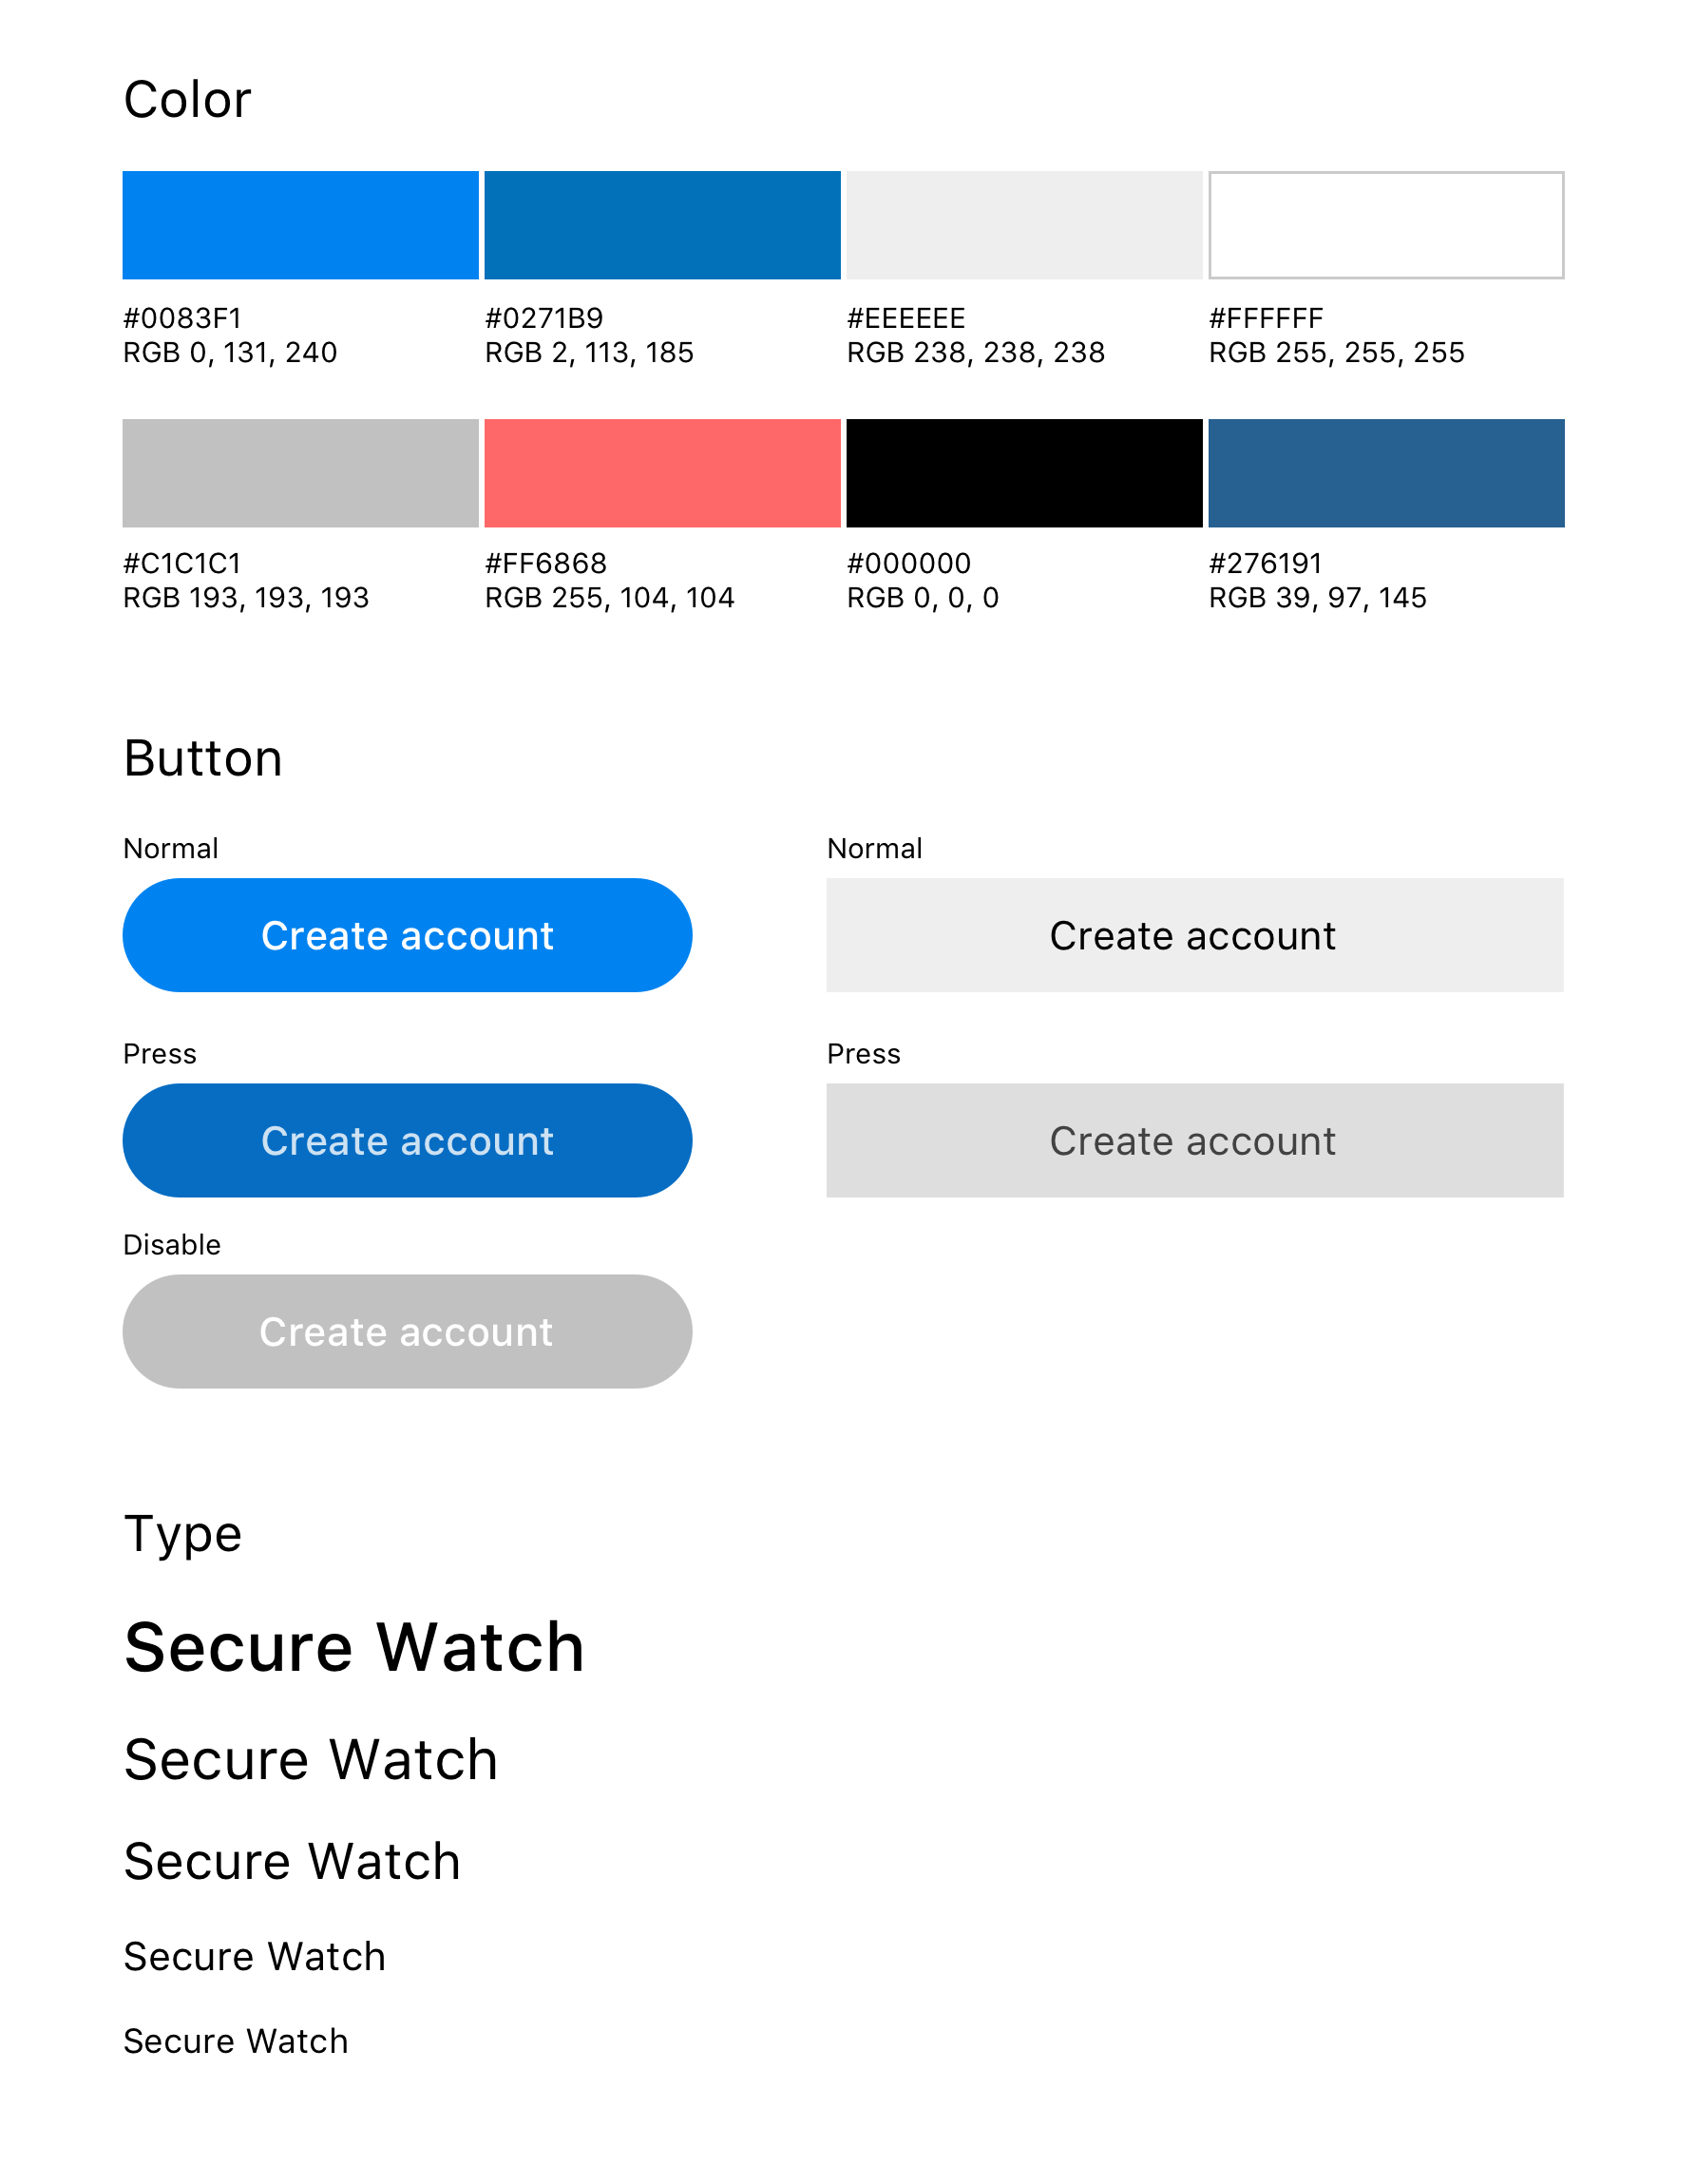 Color
#0083F1
RGB 0, 131, 240
#0271B9
RGB 2, 113, 185
#EEEEEE
RGB 238, 238, 238
#FFFFFF
RGB 255, 255, 255
#C1C1C1
RGB 193, 193, 193
#FF6868
RGB 255, 104, 104
#000000
RGB 0, 0, 0
#276191
RGB 39, 97, 145
Button
Normal
Create account
Normal
Create account
Press
Create account
Press
Create account
Disable
Create account
Type
Secure Watch
Secure Watch
Secure Watch
Secure Watch
Secure Watch